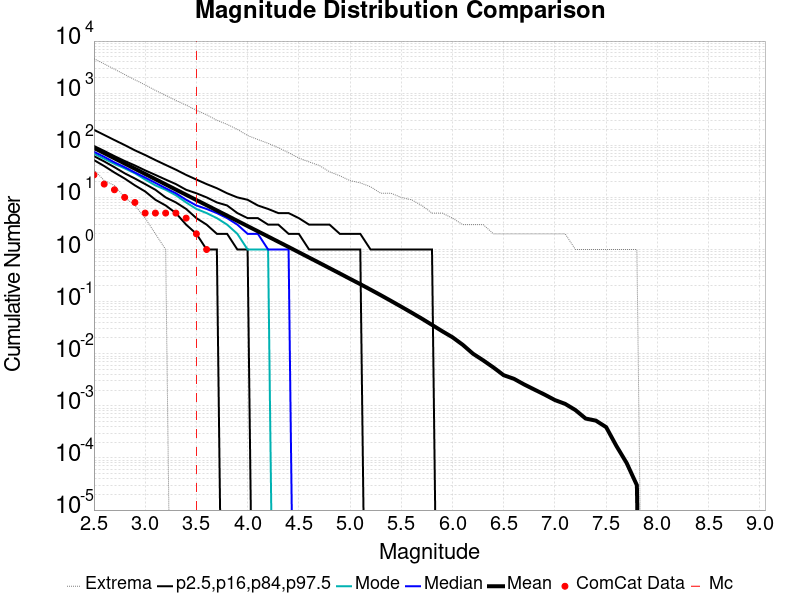 Magnitude Distribution Comparison
10 4
10 3
10 2
10 1
10 0
10 -1
10 -2
10 -3
10 -4
10 -5
Cumulative Number
2.5 3.0 3.5 4.0 4.5 5.0 5.5 6.0 6.5 7.0 7.5 8.0 8.5 9.0
Magnitude
Extrema p2.5,p16,p84,p97.5 Mode Median Mean ComCat Data Mc